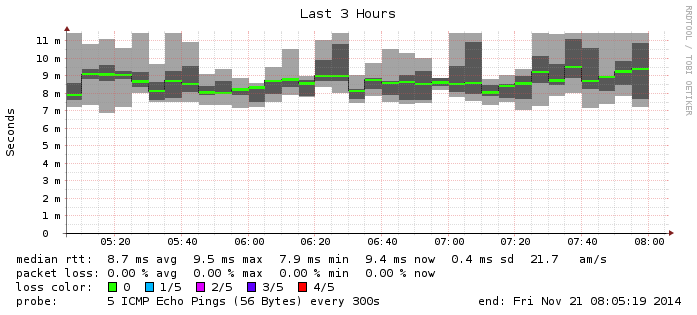 Last 3 Hours
RRDTOOL / TOBI OETIKER
Seconds
11 m
10 m
9 m
8 m
7 m
6 m
5 m
4 m
3 m
2 m
1 m
0
05:20 05:40 06:00 06:20 06:40 07:00 07:20 07:40 08:00
median rtt: 8.7 ms avg 9.5 ms max 7.9 ms min 9.4 ms now 0.4 ms sd 21.7 am/s
packet loss: 0.00 % avg 0.00 % max 0.00 % min 0.00 % now
loss color: 0 1/5 2/5 3/5 4/5
probe: 5 ICMP Echo Pings (56 Bytes) every 300s end: Fri Nov 21 08:05:19 2014